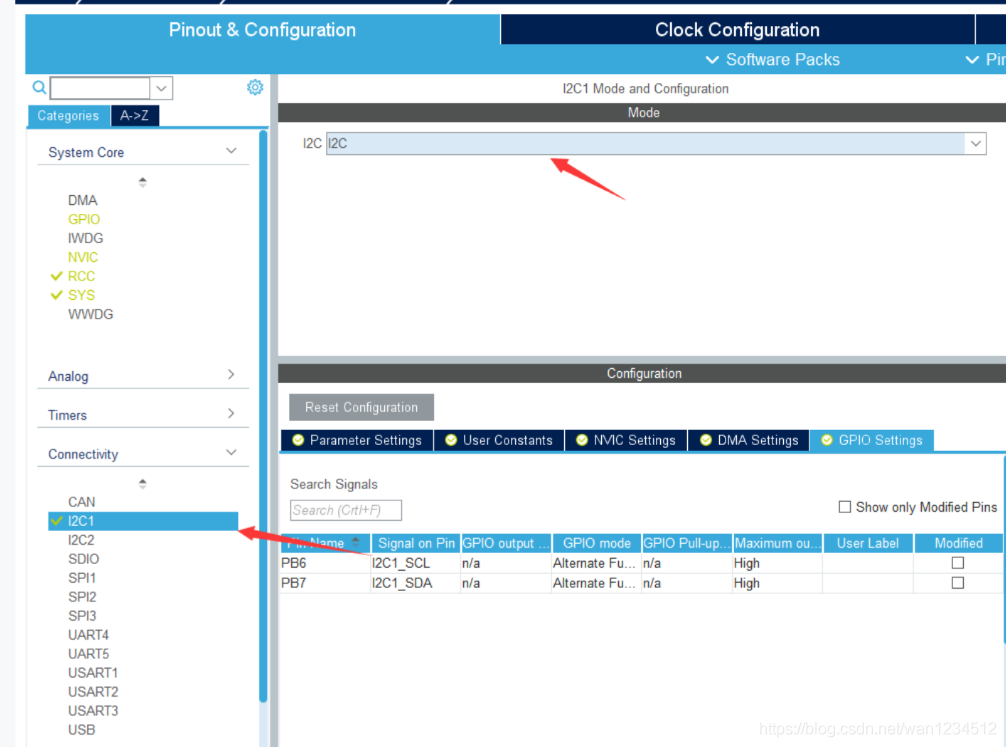 Pinout & Configuration
Clock Configuration
Software Packs
Pin
I2C1 Mode and Configuration
Categories
A->Z
Mode
I2C I2C
System Core
DMA
GPIO
IWDG
NVIC
RCC
SYS
WWDG
Analog
Timers
Connectivity
CAN
I2C1
I2C2
SDIO
SPI1
SPI2
SPI3
UART4
UART5
USART1
USART2
USART3
USB
Configuration
Reset Configuration
Parameter Settings
User Constants
NVIC Settings
DMA Settings
GPIO Settings
Search Signals
Search (Crtl+F)
Show only Modified Pins
Pin Name Signal on Pin GPIO output ... GPIO mode GPIO Pull-up... Maximum ou... User Label Modified
PB6 I2C1_SCL n/a Alternate Fu... n/a High
PB7 I2C1_SDA n/a Alternate Fu... n/a High
https://blog.csdn.net/wan1234512